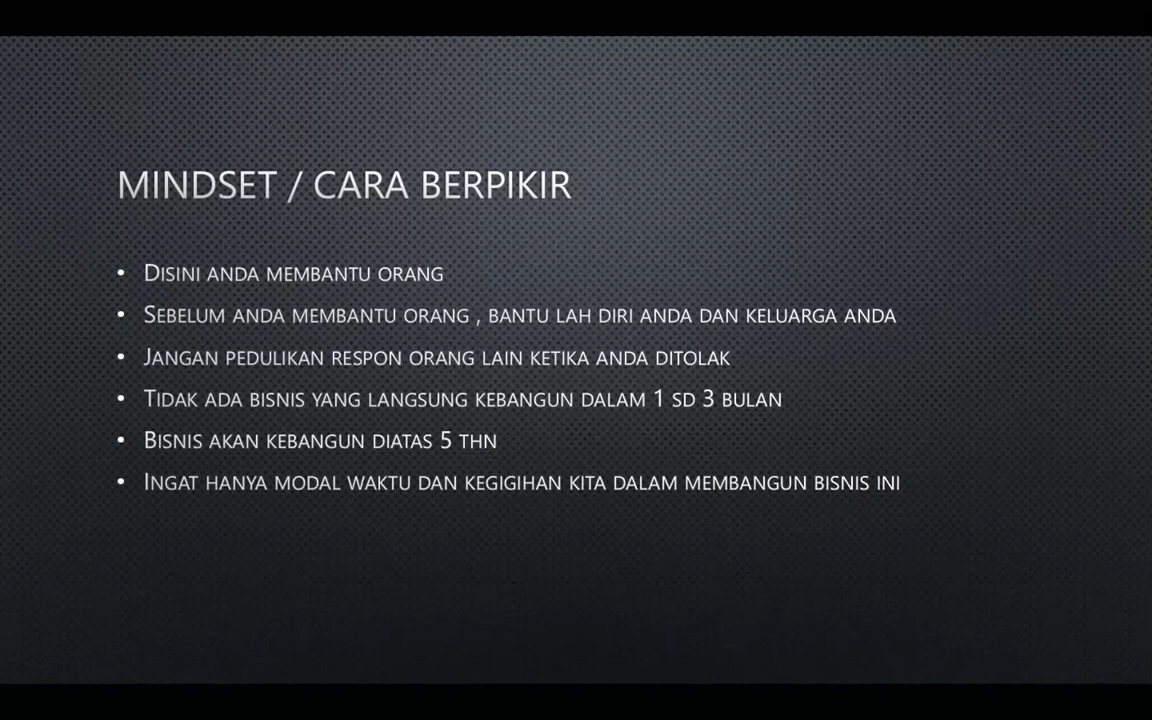 MINDSET / CARA BERPIKIR
• DISINI ANDA MEMBANTU ORANG
• SEBELUM ANDA MEMBANTU ORANG , BANTU LAH DIRI ANDA DAN KELUARGA ANDA
• JANGAN PEDULIKAN RESPON ORANG LAIN KETIKA ANDA DITOLAK
• TIDAK ADA BISNIS YANG LANGSUNG KEBANGUN DALAM 1 SD 3 BULAN
• BISNIS AKAN KEBANGUN DIATAS 5 THN
• INGAT HANYA MODAL WAKTU DAN KEGIGIHAN KITA DALAM MEMBANGUN BISNIS INI